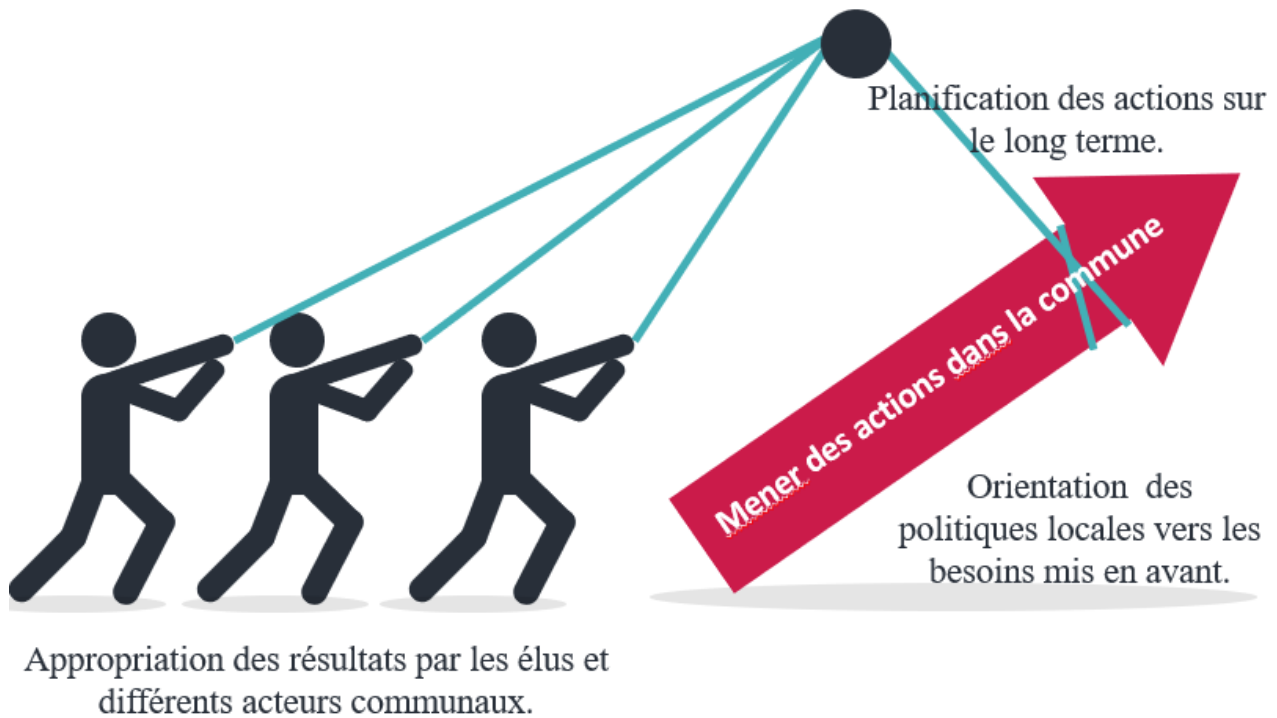 Planification des actions sur
le long terme.
Mener des actions dans la commune
Orientation des
politiques locales vers les
besoins mis en avant.
Appropriation des résultats par les élus et
différents acteurs communaux.